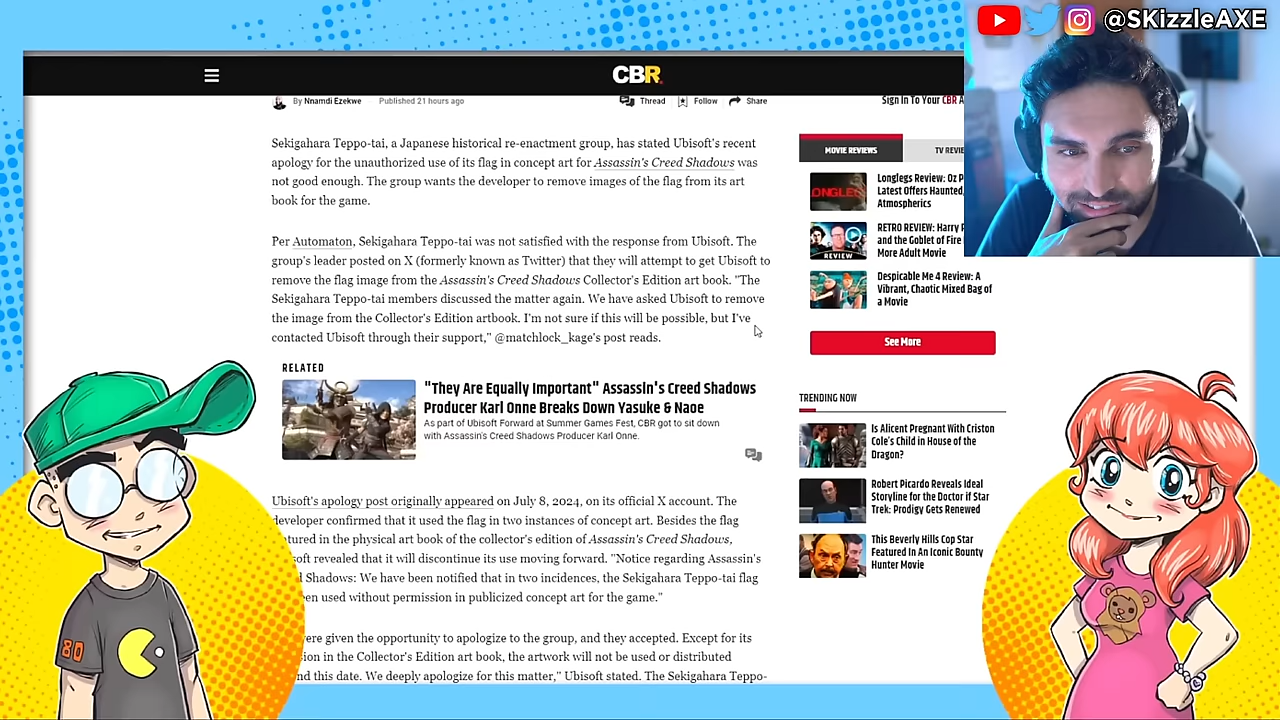 @SKizzleAXE
CBR
By Nnamdi Ezekwe
Published 21 hours ago
Thread
Follow
Share
Sign In To Your CBR A
Sekigahara Teppo-tai, a Japanese historical re-enactment group, has stated Ubisoft's recent
apology for the unauthorized use of its flag in concept art for Assassin's Creed Shadows was
not good enough. The group wants the developer to remove images of the flag from its art
book for the game.
Per Automaton, Sekigahara Teppo-tai was not satisfied with the response from Ubisoft. The
group's leader posted on X (formerly known as Twitter) that they will attempt to get Ubisoft to
remove the flag image from the Assassin's Creed Shadows Collector's Edition art book. "The
Sekigahara Teppo-tai members discussed the matter again. We have asked Ubisoft to remove
the image from the Collector's Edition artbook. I'm not sure if this will be possible, but I've
contacted Ubisoft through their support," @matchlock_kage's post reads.
RELATED
"They Are Equally Important" Assassin's Creed Shadows
Producer Karl Onne Breaks Down Yasuke & Naoe
As part of Ubisoft Forward at Summer Games Fest, CBR got to sit down
with Assassin's Creed Shadows Producer Karl Onne.
Ubisoft's apology post originally appeared on July 8, 2024, on its official X account. The
developer confirmed that it used the flag in two instances of concept art. Besides the flag
tured in the physical art book of the collector's edition of Assassin's Creed Shadows,
soft revealed that it will discontinue its use moving forward. "Notice regarding Assassin's
d Shadows: We have been notified that in two incidences, the Sekigahara Teppo-tai flag
en used without permission in publicized concept art for the game."
ere given the opportunity to apologize to the group, and they accepted. Except for its
ion in the Collector's Edition art book, the artwork will not be used or distributed
nd this date. We deeply apologize for this matter," Ubisoft stated. The Sekigahara Teppo-
MOVIE REVIEWS
TV REVIE
ONGLE
Longlegs Review: Oz P
Latest Offers Haunted,
Atmospherics
REVIEW
RETRO REVIEW: Harry P
and the Goblet of Fire
More Adult Movie
Despicable Me 4 Review: A
Vibrant, Chaotic Mixed Bag of
a Movie
See More
TRENDING NOW
Is Alicent Pregnant With Criston
Cole's Child in House of the
Dragon?
Robert Picardo Reveals Ideal
Storyline for the Doctor if Star
Trek: Prodigy Gets Renewed
This Beverly Hills Cop Star
Featured In An Iconic Bounty
Hunter Movie
80